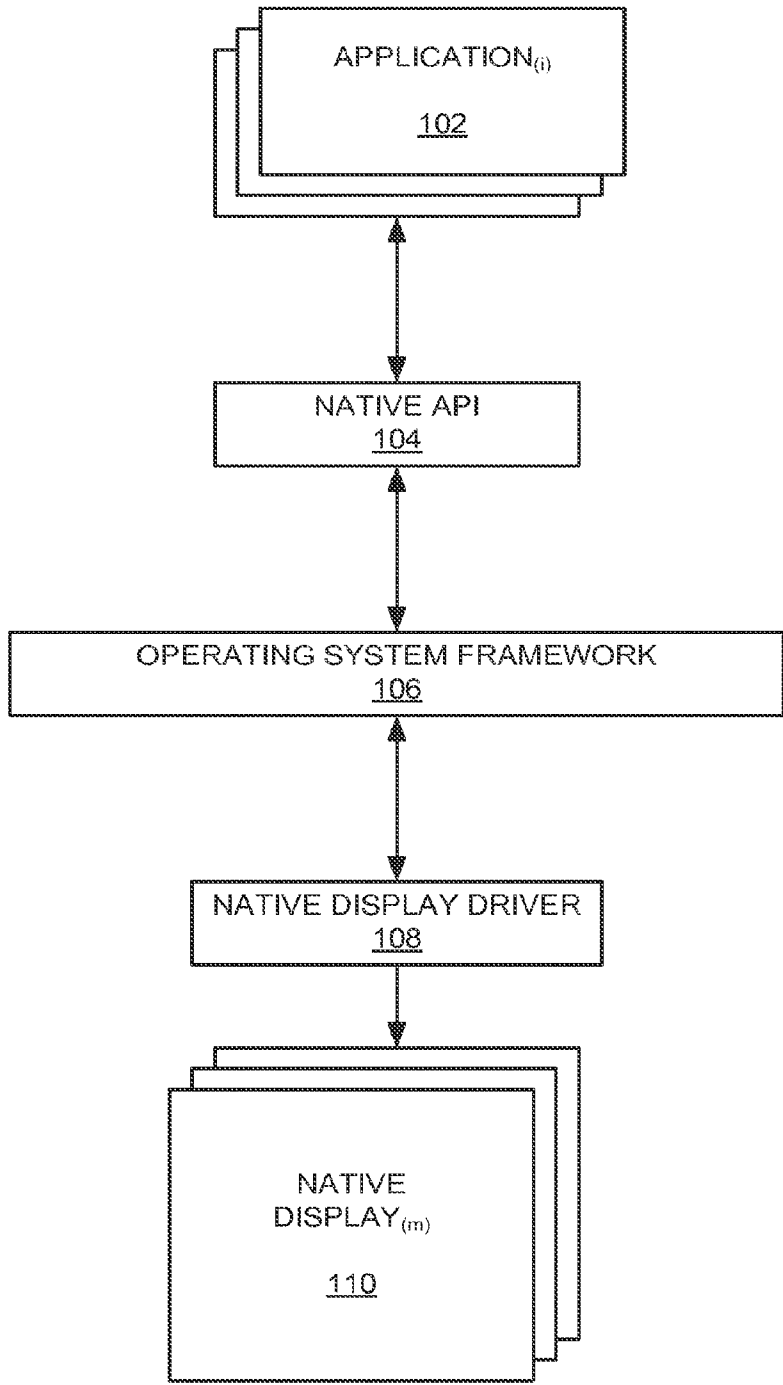 APPLICATION(i)
102
NATIVE API
104
OPERATING SYSTEM FRAMEWORK
106
NATIVE DISPLAY DRIVER
108
NATIVE
DISPLAY(m)
110